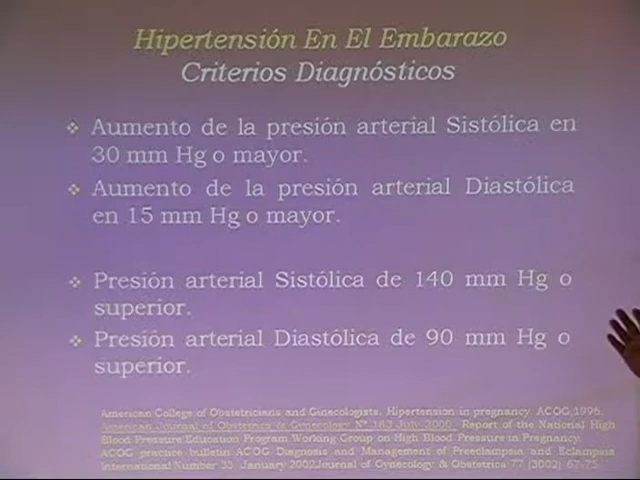 Hipertensión En El Embarazo
Criterios Diagnósticos
❖ Aumento de la presión arterial Sistólica en
30 mm Hg o mayor.
❖ Aumento de la presión arterial Diastólica
en 15 mm Hg o mayor.
❖ Presión arterial Sistólica de 140 mm Hg o
superior.
❖ Presión arterial Diastólica de 90 mm Hg o
superior.
American College of Obstetricians and Ginecologists. Hipertension in pregnancy ACOG,1996.
American Journal of Obstetrics & Gynecology Nº 183 July 2000. Report of the National High
Blood Pressure Education Program Working Group on High Blood Pressure in Pregnancy.
ACOG practice bulletin ACOG Diagnosis and Management of Preeclampsia and Eclampsia
International Number 33 January 2002 Journal of Gynecology & Obstetrics 77 (3002) 67-75